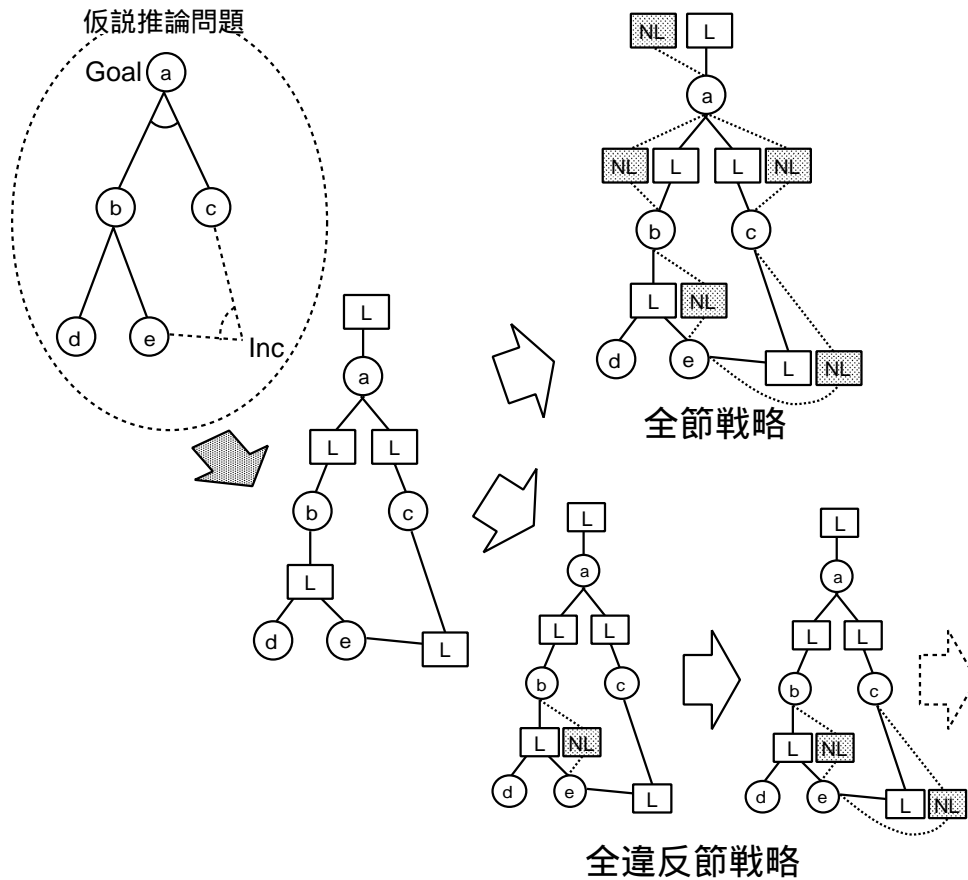 仮説推論問題
Goal a
b c
d e
Inc
NL L
a
NL L L NL
b c
L NL
d e
L NL
全節戦略
L
a
L L
b c
L
d e
L
L
a
L L
b c
L NL
d e
L
L
a
L L
b c
L NL
d e
L NL
全違反節戦略